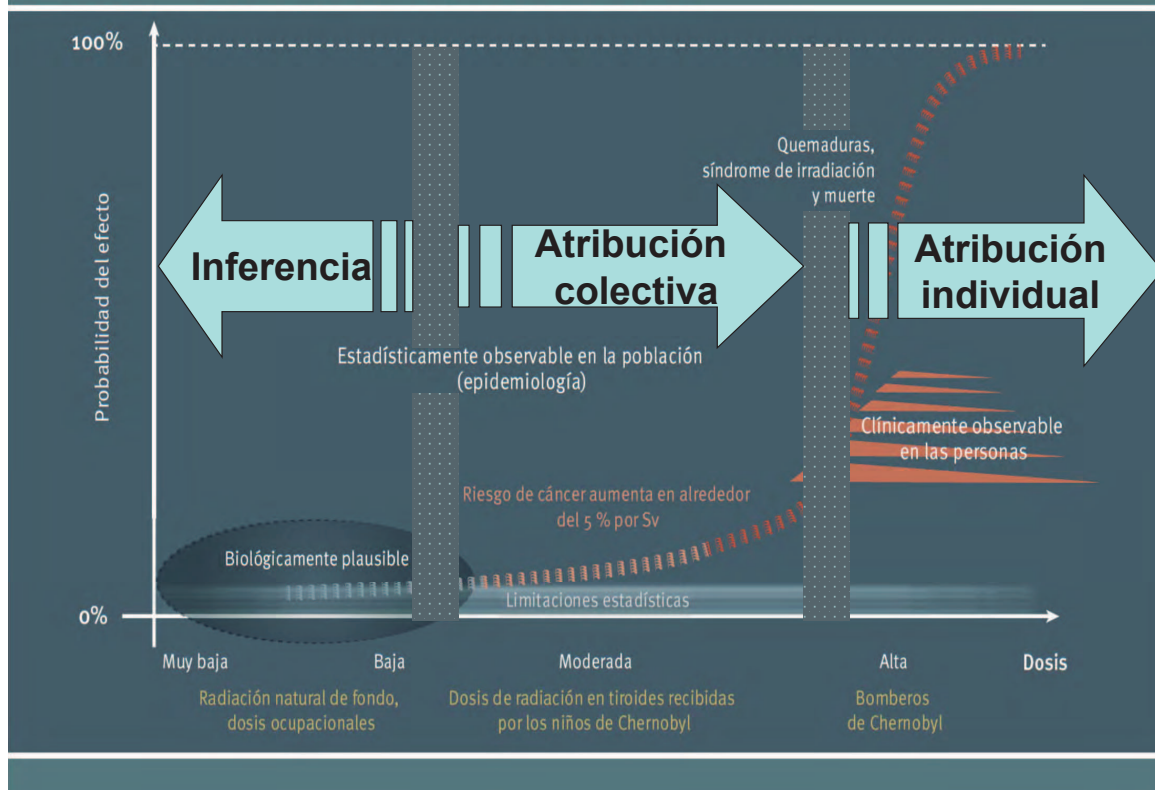 100%
Quemaduras,
síndrome de irradiación
y muerte
Probabilidad del efecto
Inferencia
Atribución
colectiva
Atribución
individual
Estadísticamente observable en la población
(epidemiología)
Clínicamente observable
en las personas
Riesgo de cáncer aumenta en alrededor
del 5 % por Sv
Biológicamente plausible
Limitaciones estadísticas
0%
Muy baja
Baja
Moderada
Alta
Dosis
Radiación natural de fondo,
dosis ocupacionales
Dosis de radiación en tiroides recibidas
por los niños de Chernobyl
Bomberos
de Chernobyl